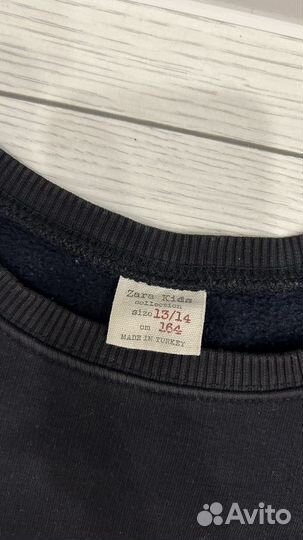 Zara Kids
collection
size 13/14
cm 164
MADE IN TURKEY
Avito